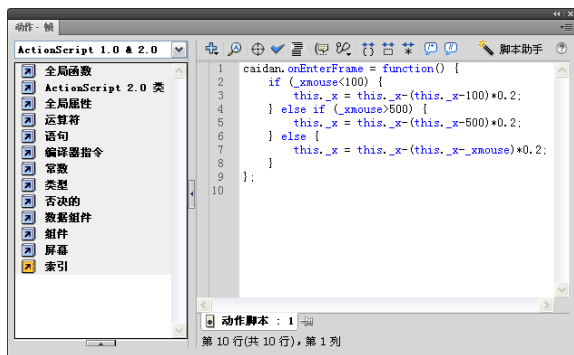 动作 - 帧
ActionScript 1.0 & 2.0
脚本助手
全局函数
ActionScript 2.0 类
全局属性
运算符
语句
编译器指令
常数
类型
否决的
数据组件
组件
屏幕
索引
1 caidan.onEnterFrame = function() {
2 if (_xmouse<100) {
3 this._x = this._x-(this._x-100)*0.2;
4 } else if (_xmouse>500) {
5 this._x = this._x-(this._x-500)*0.2;
6 } else {
7 this._x = this._x-(this._x-_xmouse)*0.2;
8 }
9 };
10
动作脚本 : 1
第 10 行(共 10 行), 第 1 列